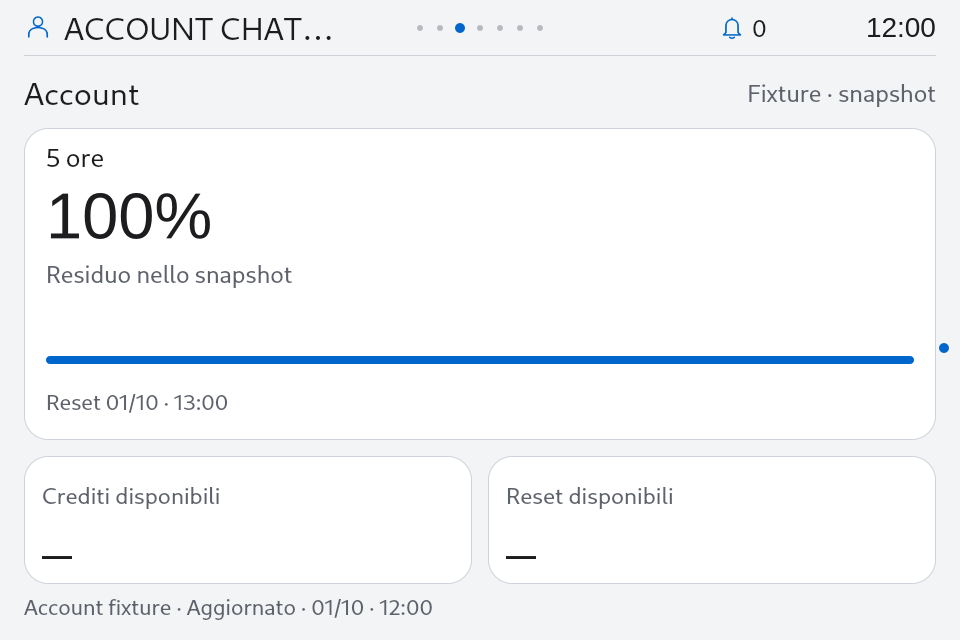 ACCOUNT CHAT…
0
12:00
Account
Fixture · snapshot
5 ore
100%
Residuo nello snapshot
Reset 01/10 · 13:00
Crediti disponibili
Reset disponibili
—
—
Account fixture · Aggiornato · 01/10 · 12:00